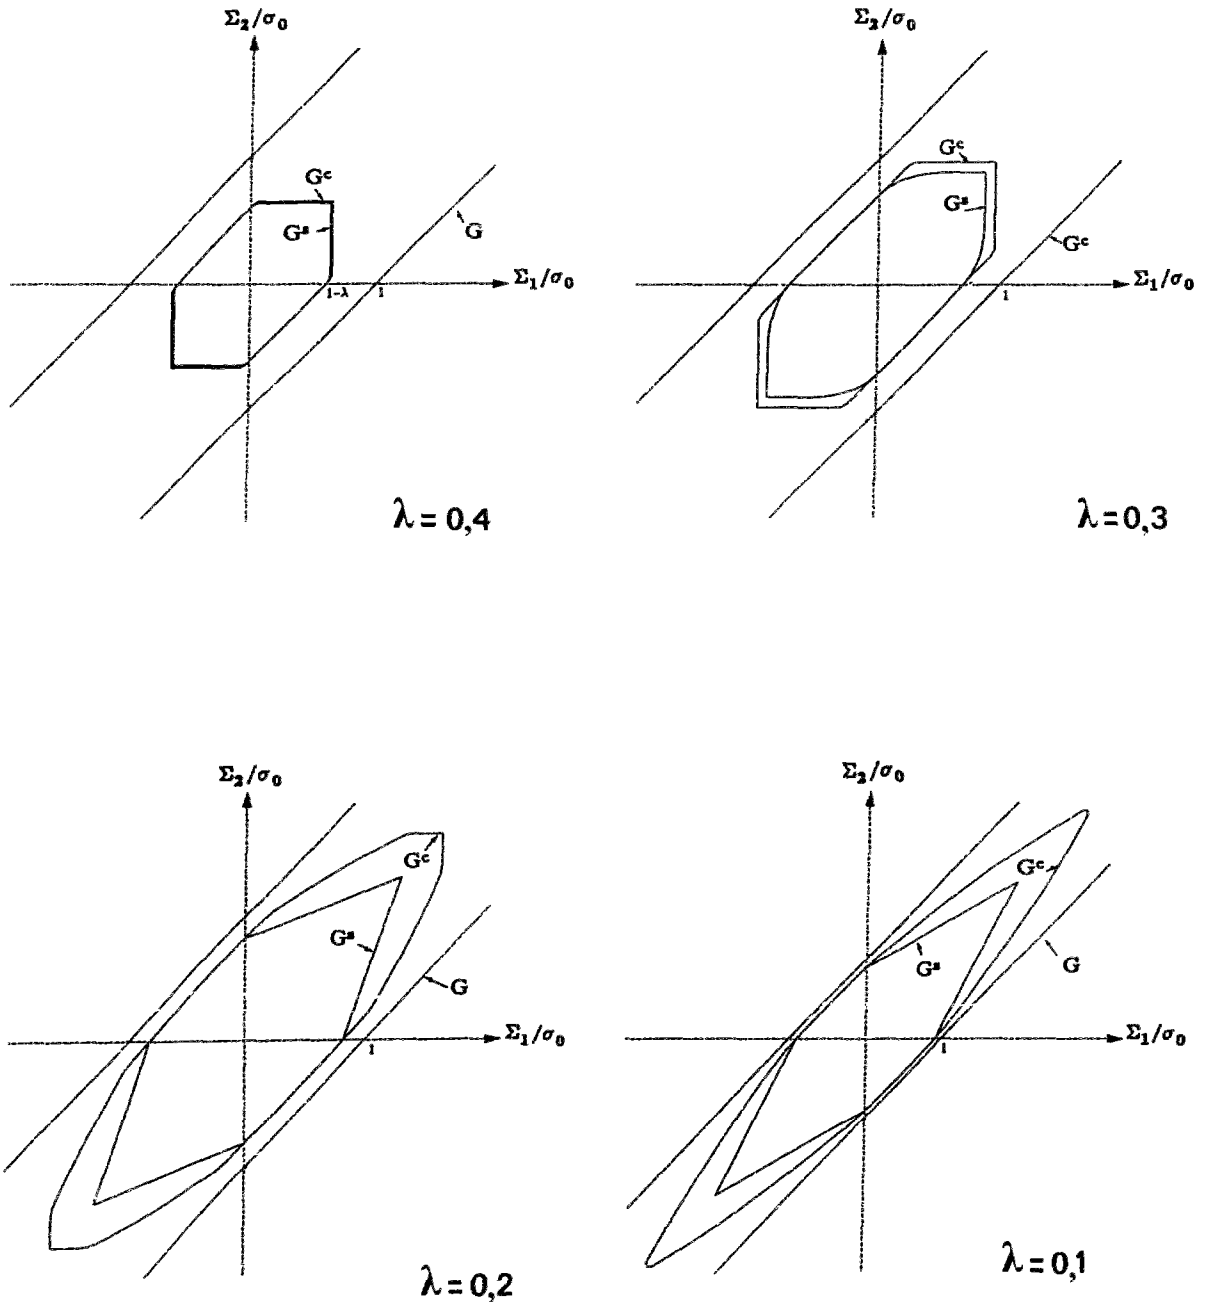 Σ₂/σ₀
Gᶜ
Gˢ
G
Σ₁/σ₀
1-λ
1
λ = 0,4
Σ₂/σ₀
Gᶜ
Gˢ
Gᶜ
Σ₁/σ₀
1
λ = 0,3
Σ₂/σ₀
Gᶜ
Gˢ
G
Σ₁/σ₀
1
λ = 0,2
Σ₂/σ₀
Gᶜ
Gˢ
G
Σ₁/σ₀
1
λ = 0,1